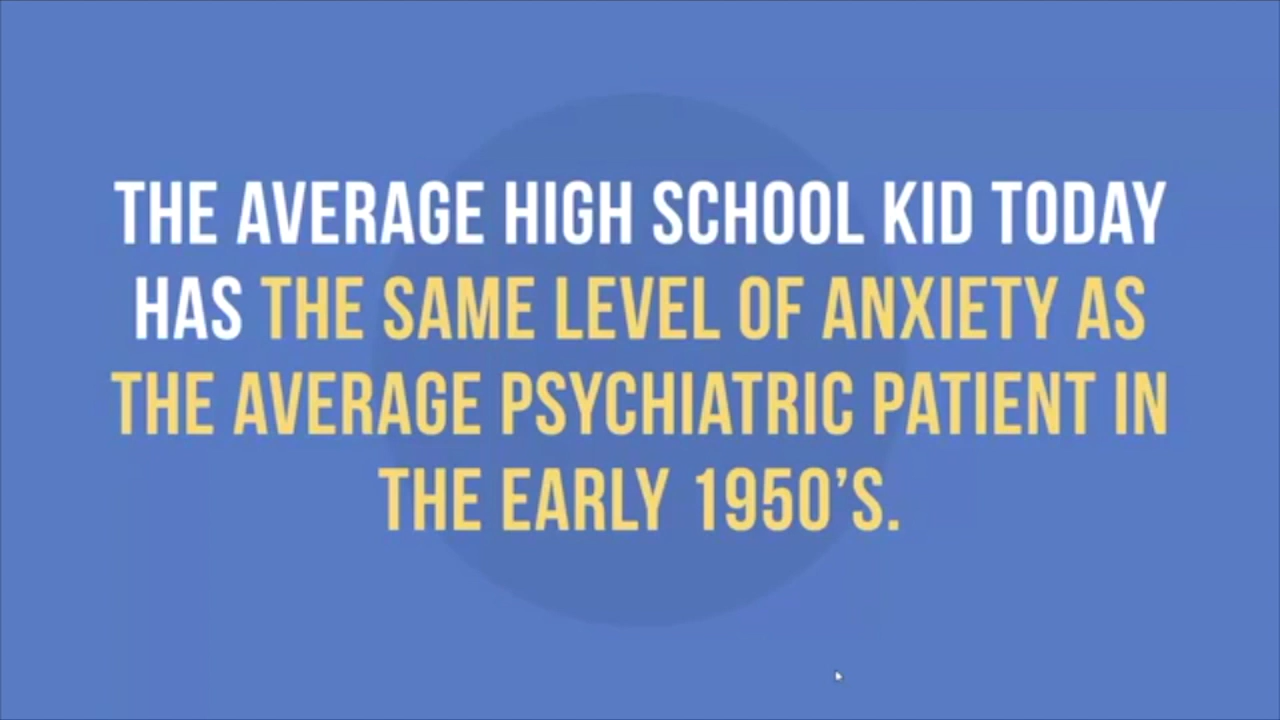 THE AVERAGE HIGH SCHOOL KID TODAY
HAS THE SAME LEVEL OF ANXIETY AS
THE AVERAGE PSYCHIATRIC PATIENT IN
THE EARLY 1950'S.